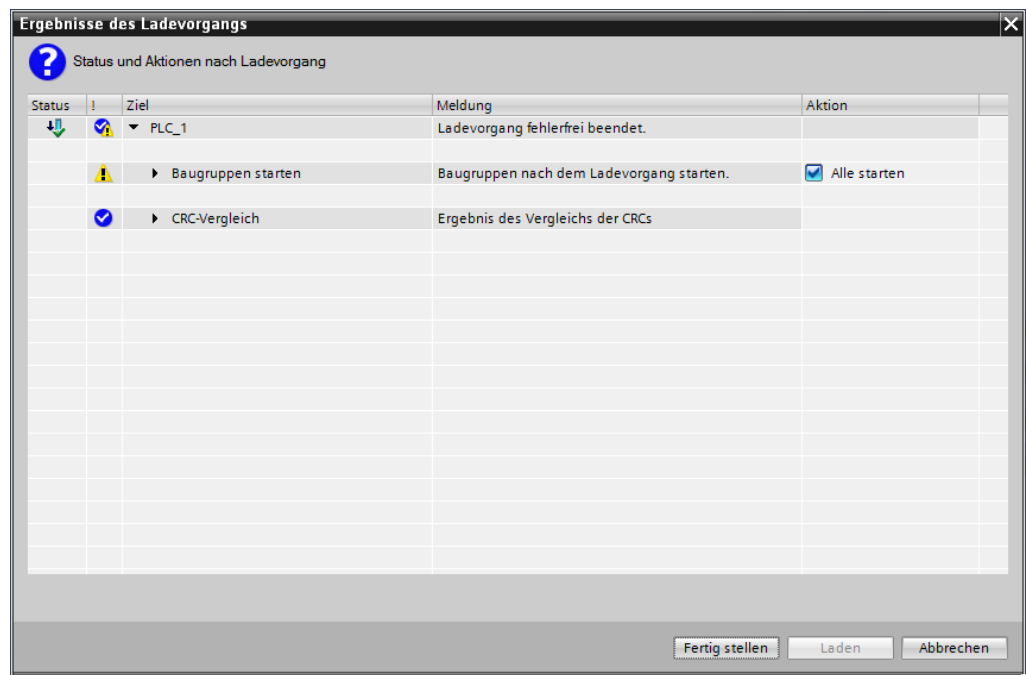 Ergebnisse des Ladevorgangs
Status und Aktionen nach Ladevorgang
Status ! Ziel Meldung Aktion
PLC_1 Ladevorgang fehlerfrei beendet.
Baugruppen starten Baugruppen nach dem Ladevorgang starten. Alle starten
CRC-Vergleich Ergebnis des Vergleichs der CRCs
Fertig stellen Laden Abbrechen